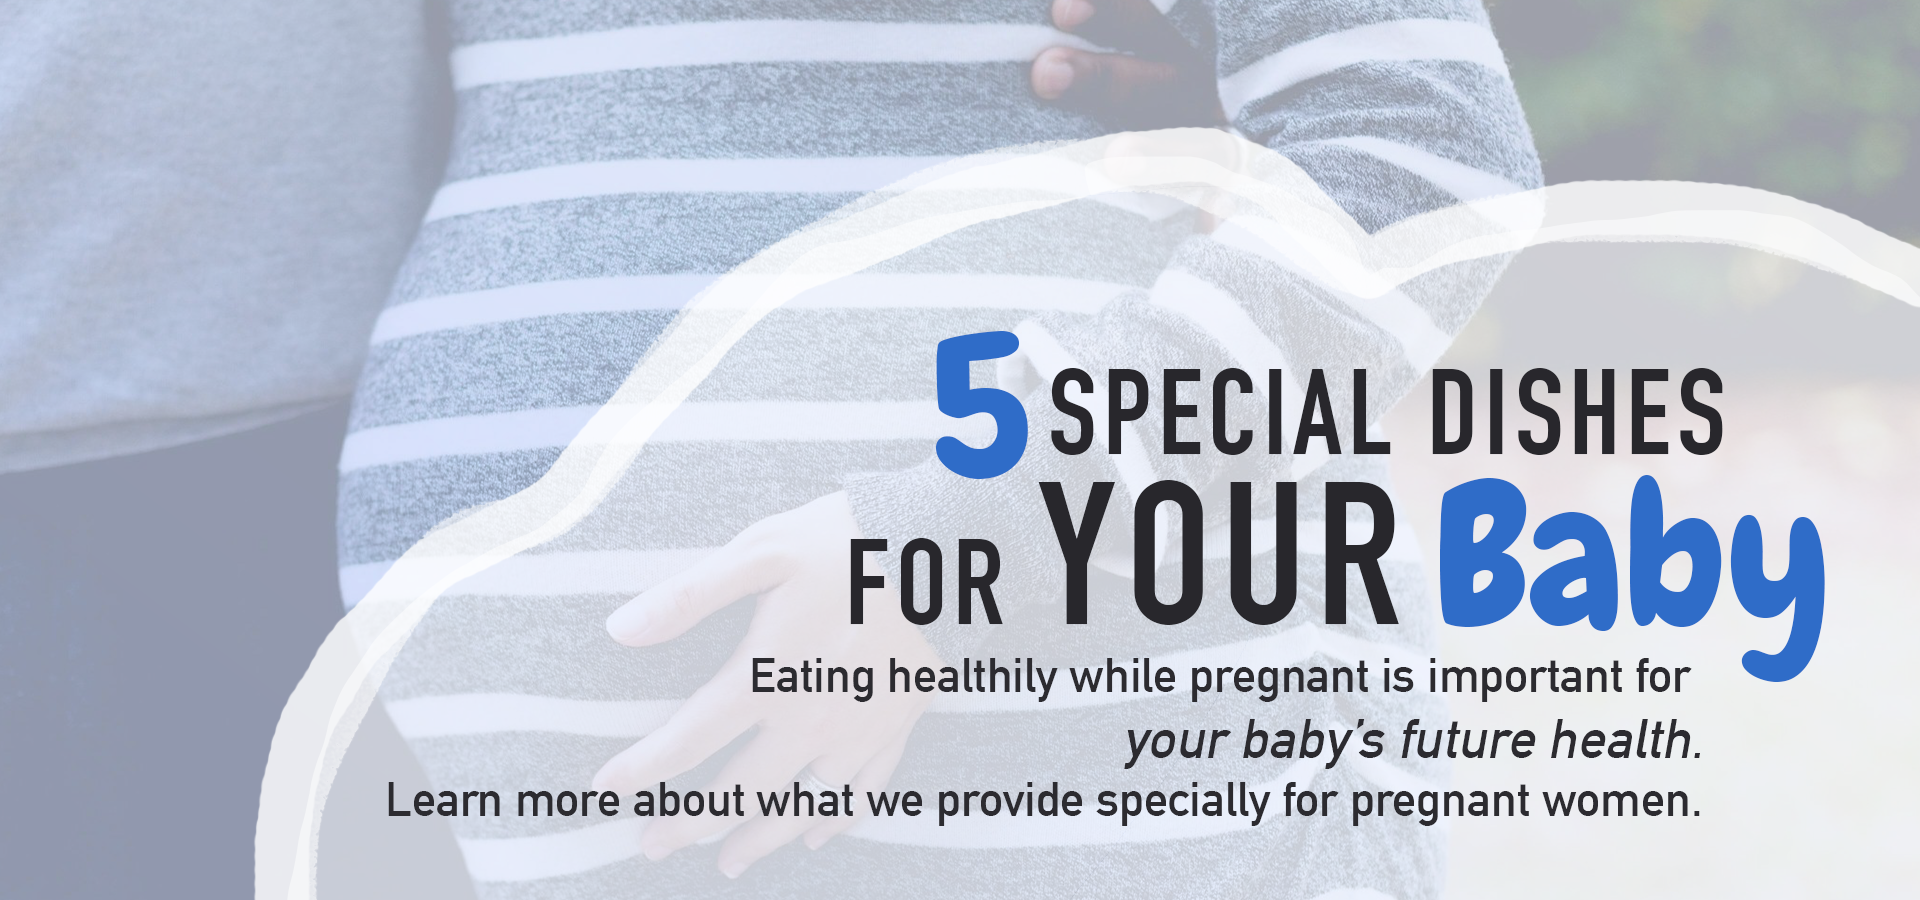 5 SPECIAL DISHES
FOR YOUR Baby
Eating healthily while pregnant is important for
your baby's future health.
Learn more about what we provide specially for pregnant women.